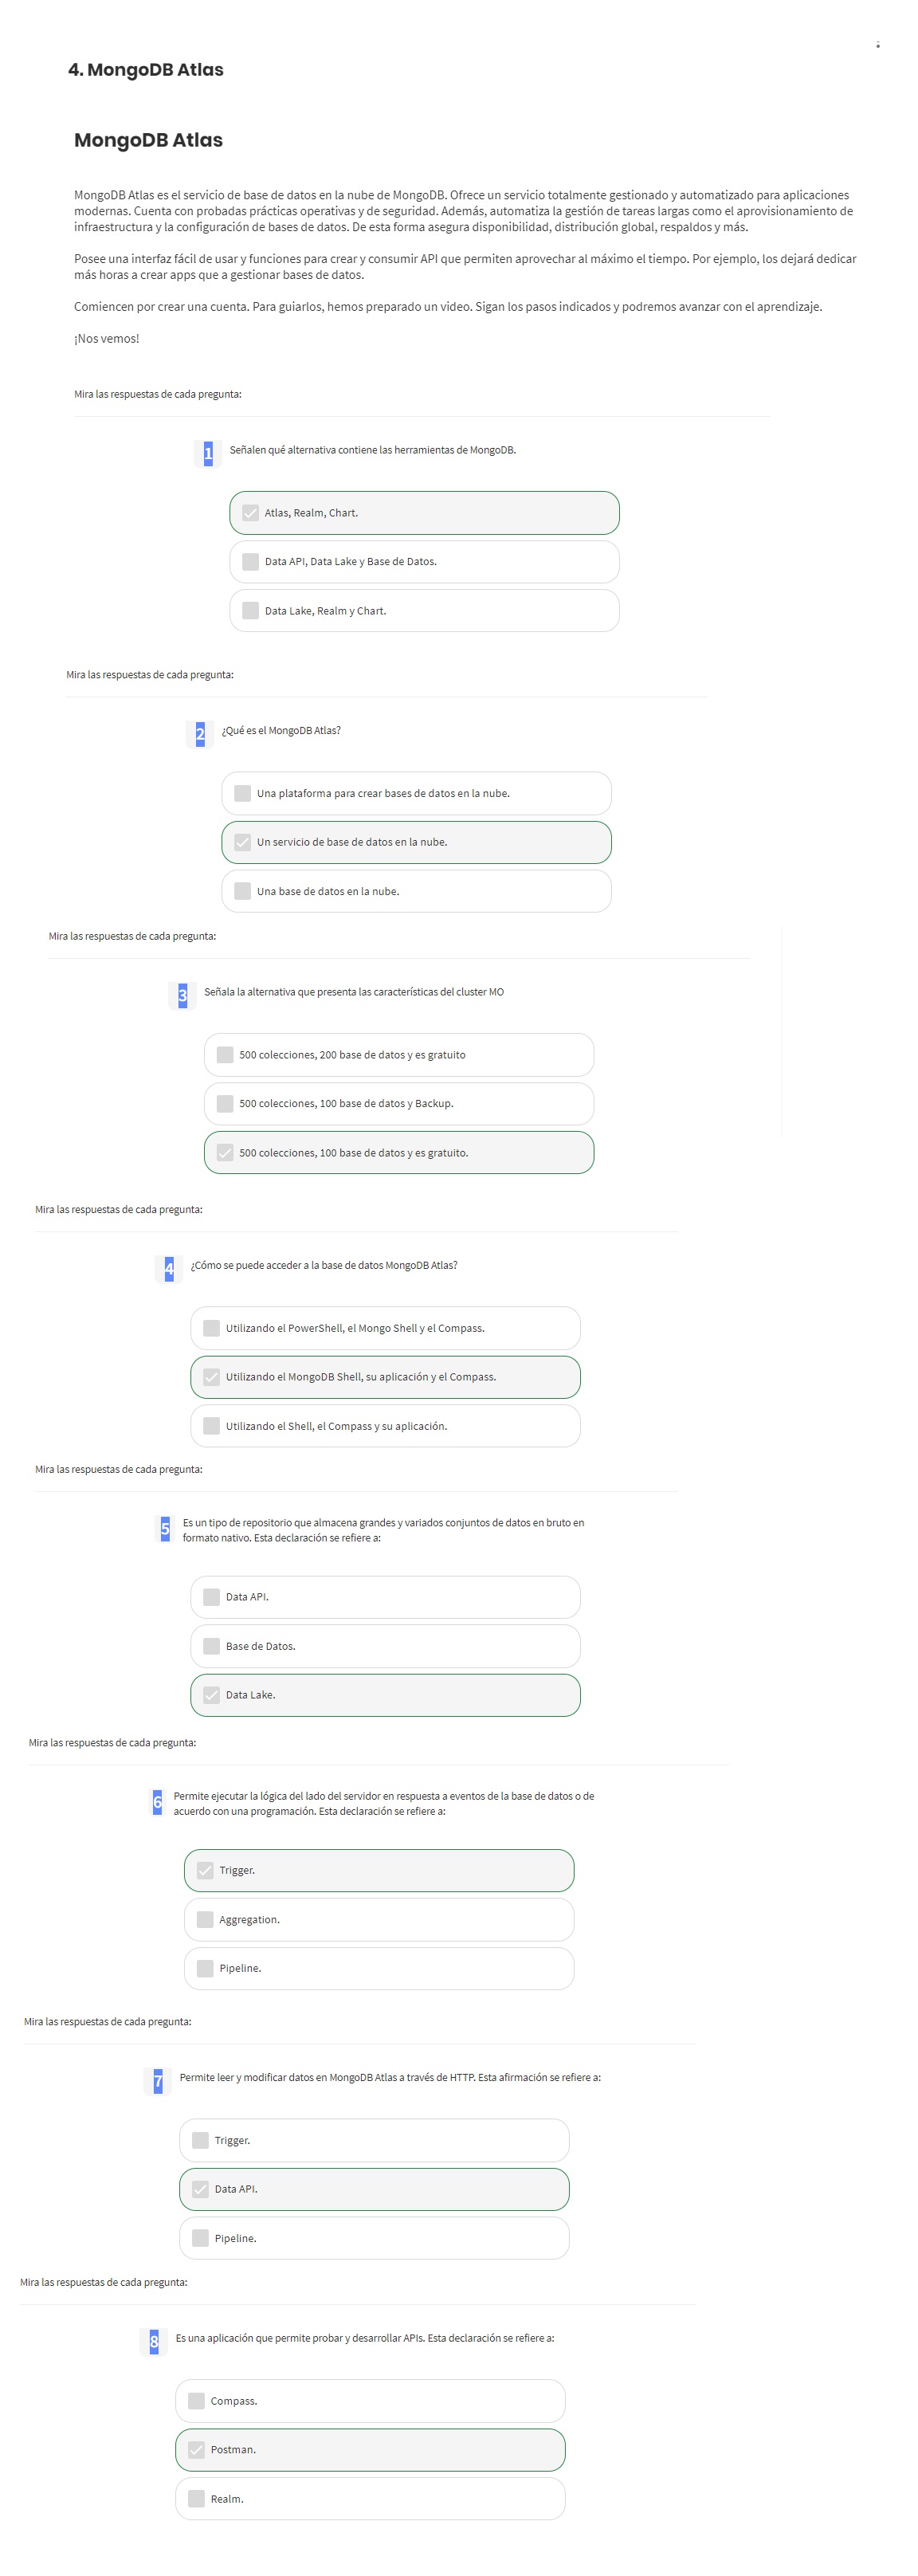 4. MongoDB Atlas
MongoDB Atlas
MongoDB Atlas es el servicio de base de datos en la nube de MongoDB. Ofrece un servicio totalmente gestionado y automatizado para aplicaciones
modernas. Cuenta con probadas prácticas operativas y de seguridad. Además, automatiza la gestión de tareas largas como el aprovisionamiento de
infraestructura y la configuración de bases de datos. De esta forma asegura disponibilidad, distribución global, respaldos y más.
Posee una interfaz fácil de usar y funciones para crear y consumir API que permiten aprovechar al máximo el tiempo. Por ejemplo, los dejará dedicar
más horas a crear apps que a gestionar bases de datos.
Comiencen por crear una cuenta. Para guiarlos, hemos preparado un video. Sigan los pasos indicados y podremos avanzar con el aprendizaje.
¡Nos vemos!
Mira las respuestas de cada pregunta:
1 Señalen qué alternativa contiene las herramientas de MongoDB.
Atlas, Realm, Chart.
Data API, Data Lake y Base de Datos.
Data Lake, Realm y Chart.
Mira las respuestas de cada pregunta:
2 ¿Qué es el MongoDB Atlas?
Una plataforma para crear bases de datos en la nube.
Un servicio de base de datos en la nube.
Una base de datos en la nube.
Mira las respuestas de cada pregunta:
3 Señala la alternativa que presenta las características del cluster MO
500 colecciones, 200 base de datos y es gratuito
500 colecciones, 100 base de datos y Backup.
500 colecciones, 100 base de datos y es gratuito.
Mira las respuestas de cada pregunta:
4 ¿Cómo se puede acceder a la base de datos MongoDB Atlas?
Utilizando el PowerShell, el Mongo Shell y el Compass.
Utilizando el MongoDB Shell, su aplicación y el Compass.
Utilizando el Shell, el Compass y su aplicación.
Mira las respuestas de cada pregunta:
5 Es un tipo de repositorio que almacena grandes y variados conjuntos de datos en bruto en
formato nativo. Esta declaración se refiere a:
Data API.
Base de Datos.
Data Lake.
Mira las respuestas de cada pregunta:
6 Permite ejecutar la lógica del lado del servidor en respuesta a eventos de la base de datos o de
acuerdo con una programación. Esta declaración se refiere a:
Trigger.
Aggregation.
Pipeline.
Mira las respuestas de cada pregunta:
7 Permite leer y modificar datos en MongoDB Atlas a través de HTTP. Esta afirmación se refiere a:
Trigger.
Data API.
Pipeline.
Mira las respuestas de cada pregunta:
8 Es una aplicación que permite probar y desarrollar APIs. Esta declaración se refiere a:
Compass.
Postman.
Realm.